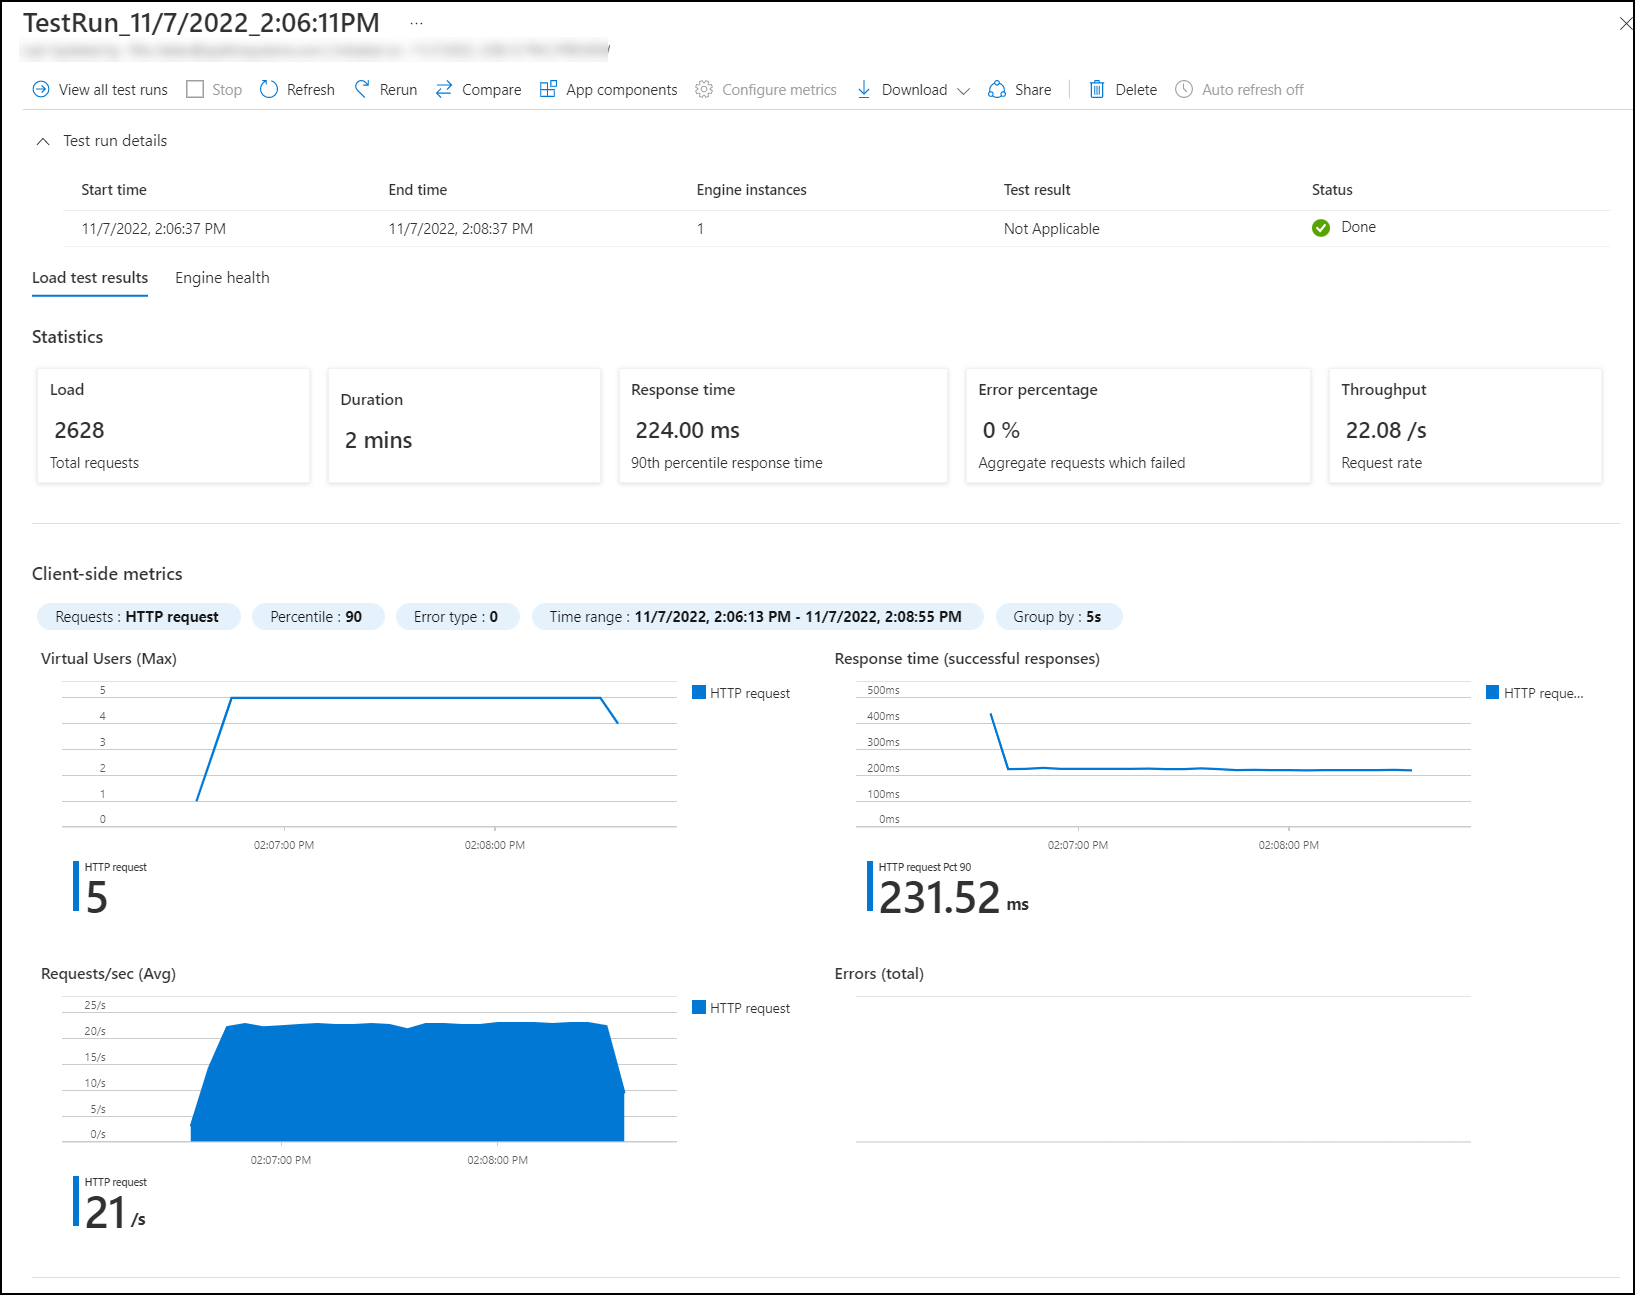 TestRun_11/7/2022_2:06:11PM ...
View all test runs Stop Refresh Rerun Compare App components Configure metrics Download Share Delete Auto refresh off
Test run details
Start time End time Engine instances Test result Status
11/7/2022, 2:06:37 PM 11/7/2022, 2:08:37 PM 1 Not Applicable Done
Load test results Engine health
Statistics
Load
2628
Total requests
Duration
2 mins
Response time
224.00 ms
90th percentile response time
Error percentage
0 %
Aggregate requests which failed
Throughput
22.08 /s
Request rate
Client-side metrics
Requests : HTTP request Percentile : 90 Error type : 0 Time range : 11/7/2022, 2:06:13 PM - 11/7/2022, 2:08:55 PM Group by : 5s
Virtual Users (Max)
5
4
3
2
1
0
02:07:00 PM 02:08:00 PM
HTTP request
HTTP request
5
Response time (successful responses)
500ms
400ms
300ms
200ms
100ms
0ms
02:07:00 PM 02:08:00 PM
HTTP reque...
HTTP request Pct 90
231.52 ms
Requests/sec (Avg)
25/s
20/s
15/s
10/s
5/s
0/s
02:07:00 PM 02:08:00 PM
HTTP request
HTTP request
21 /s
Errors (total)